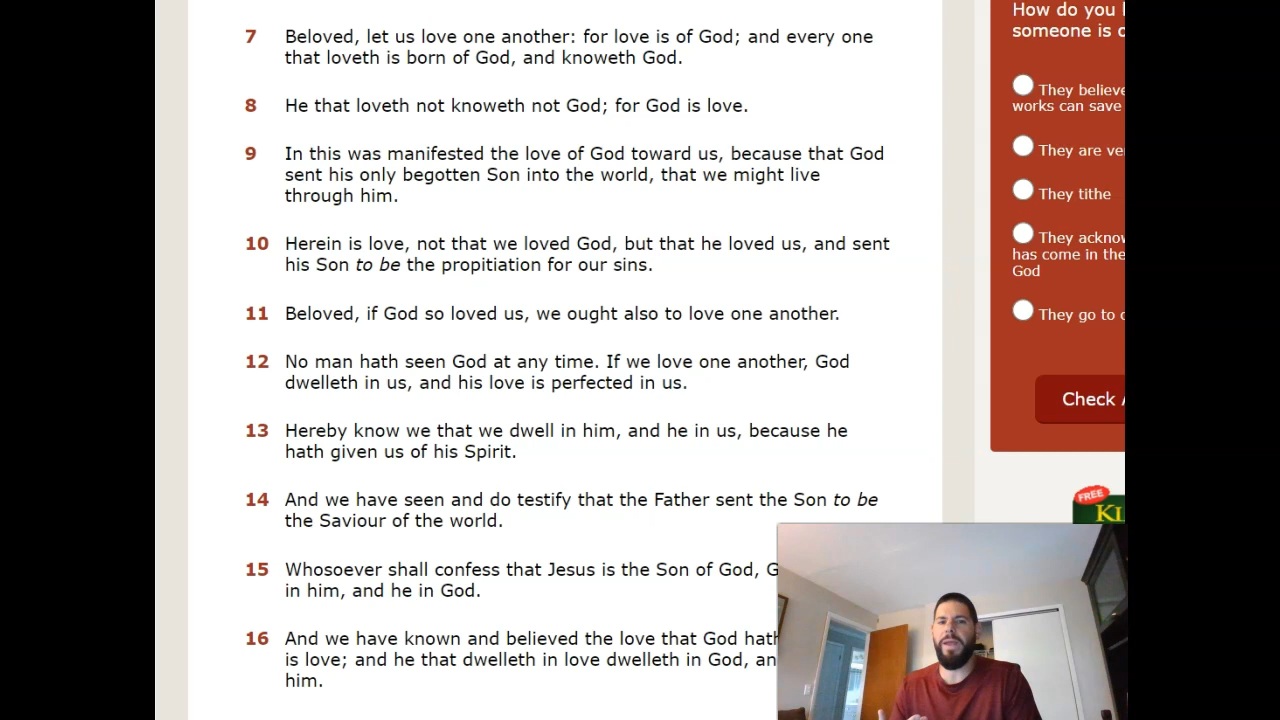 7 Beloved, let us love one another: for love is of God; and every one
that loveth is born of God, and knoweth God.
8 He that loveth not knoweth not God; for God is love.
9 In this was manifested the love of God toward us, because that God
sent his only begotten Son into the world, that we might live
through him.
10 Herein is love, not that we loved God, but that he loved us, and sent
his Son to be the propitiation for our sins.
11 Beloved, if God so loved us, we ought also to love one another.
12 No man hath seen God at any time. If we love one another, God
dwelleth in us, and his love is perfected in us.
13 Hereby know we that we dwell in him, and he in us, because he
hath given us of his Spirit.
14 And we have seen and do testify that the Father sent the Son to be
the Saviour of the world.
15 Whosoever shall confess that Jesus is the Son of God,
in him, and he in God.
16 And we have known and believed the love that God hath
is love; and he that dwelleth in love dwelleth in God,
him.
How do you
someone is
They
works can save
They are
They tithe
They
has come in the
God
They go to
Check
FREE